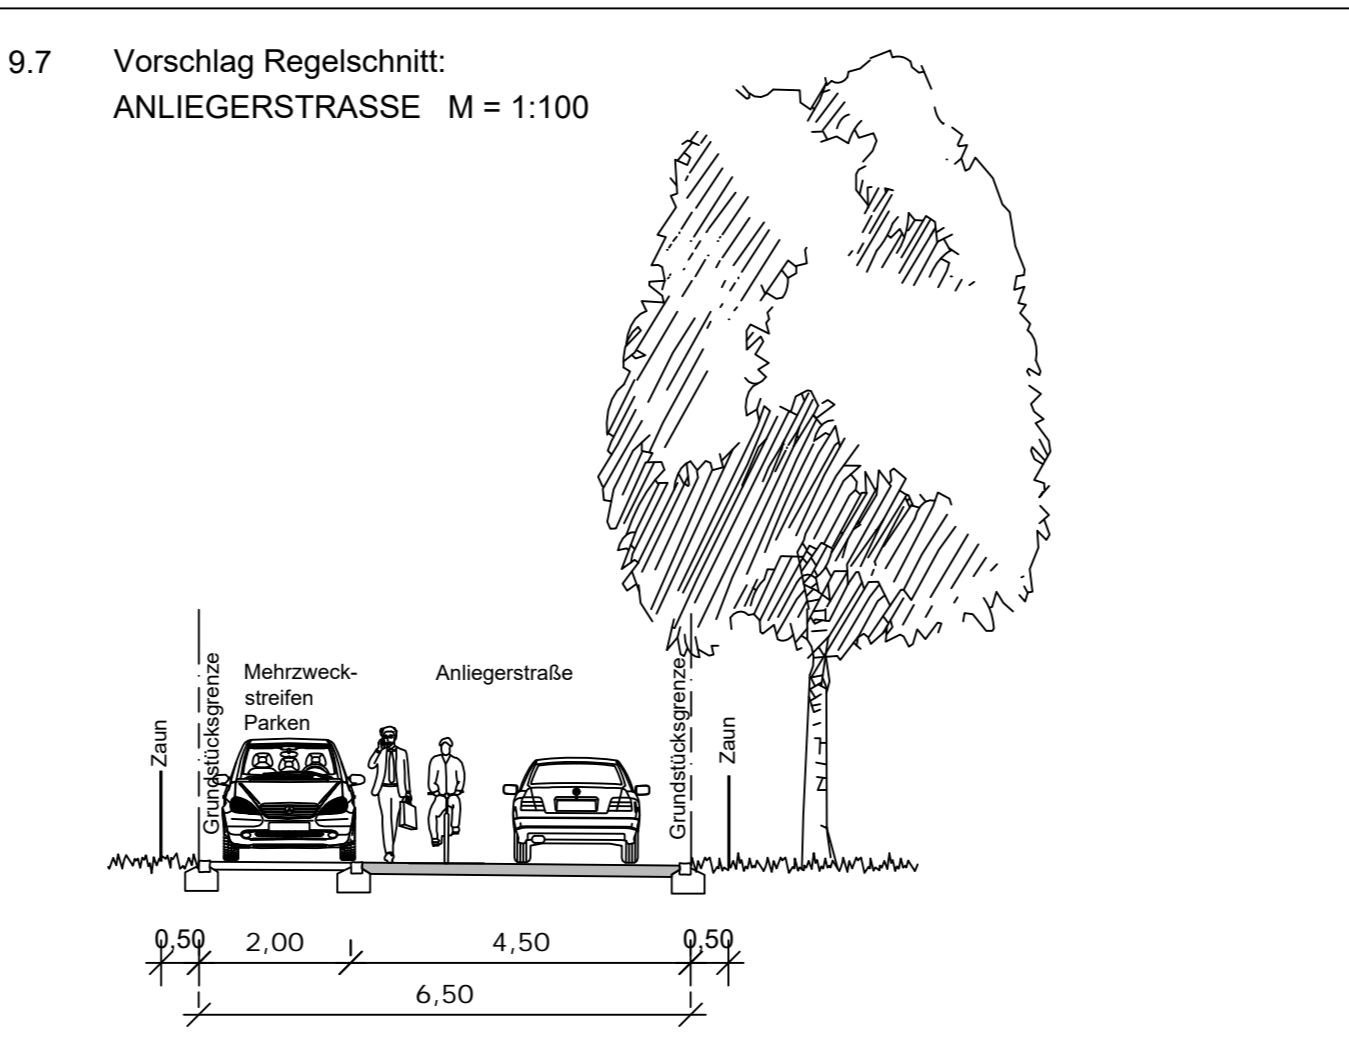 9.7 Vorschlag Regelschnitt:
ANLIEGERSTRASSE M = 1:100
Zaun
Grundstücksgrenze
Mehrzweck-
streifen
Parken
Anliegerstraße
Grundstücksgrenze
Zaun
0,50 2,00 4,50 0,50
6,50